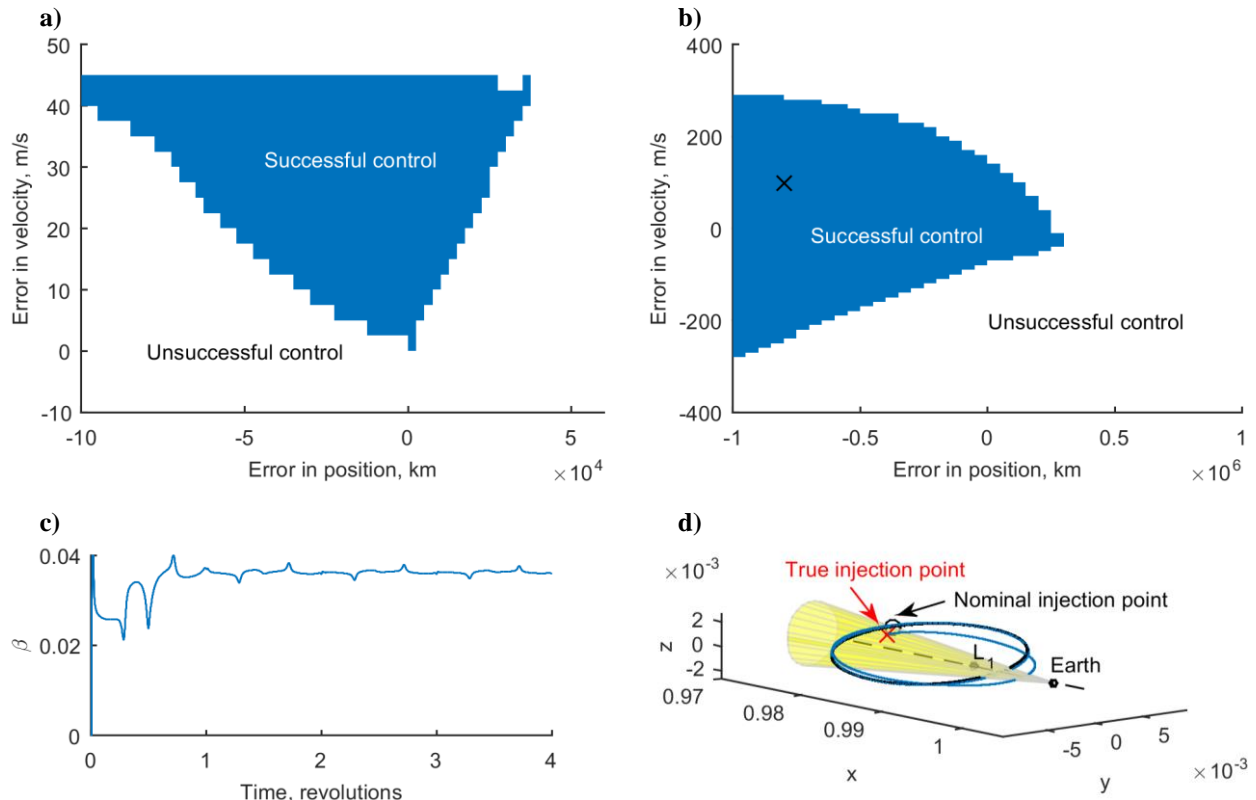 a)
50
40
30
20
10
0
-10
Error in velocity, m/s
Successful control
Unsuccessful control
-10
-5
0
5
×10⁴
Error in position, km
b)
400
200
0
-200
-400
Error in velocity, m/s
Successful control
Unsuccessful control
-1
-0.5
0
0.5
1
×10⁶
Error in position, km
c)
0.04
0.02
0
β
0
1
2
3
4
Time, revolutions
d)
×10⁻³
True injection point
Nominal injection point
2
0
-2
z
L₁
Earth
0.97
0.98
0.99
1
x
-5
0
5
×10⁻³
y